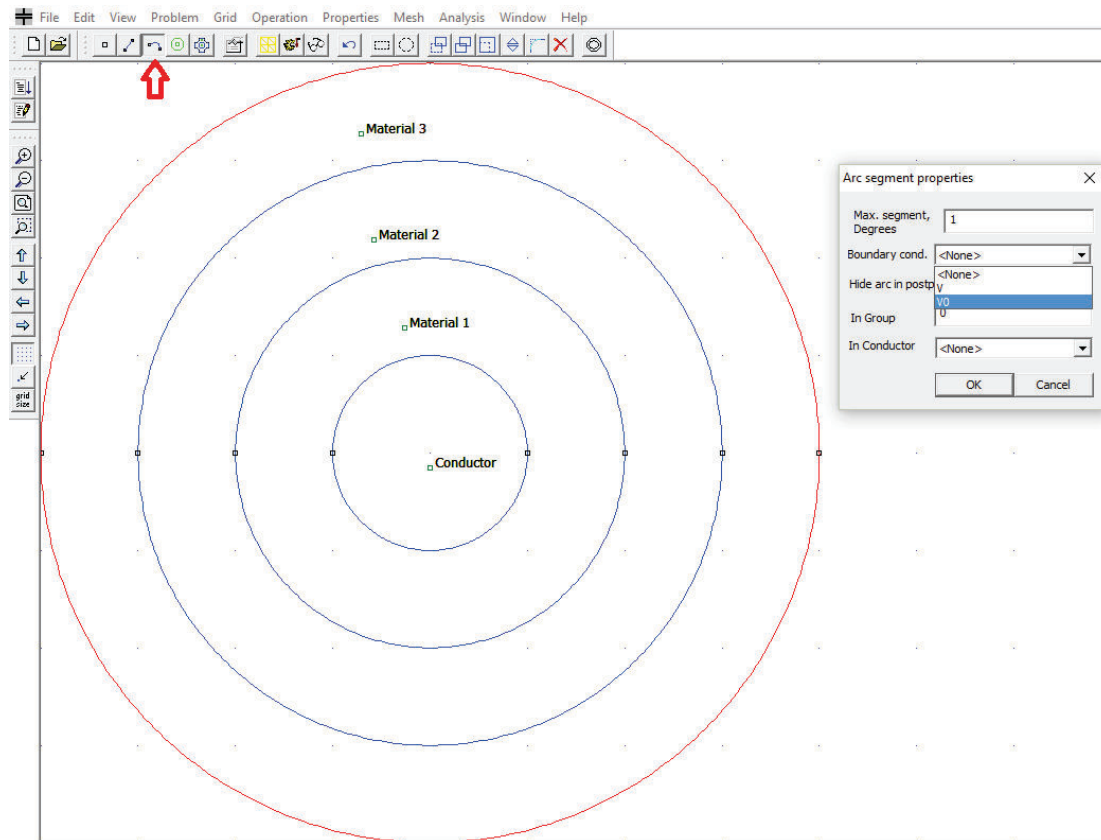 File Edit View Problem Grid Operation Properties Mesh Analysis Window Help
Material 3
Material 2
Material 1
Conductor
grid
size
Arc segment properties
Max. segment,
Degrees
1
Boundary cond.
<None>
<None>
V
V0
Hide arc in postp
In Group
0
In Conductor
<None>
OK Cancel